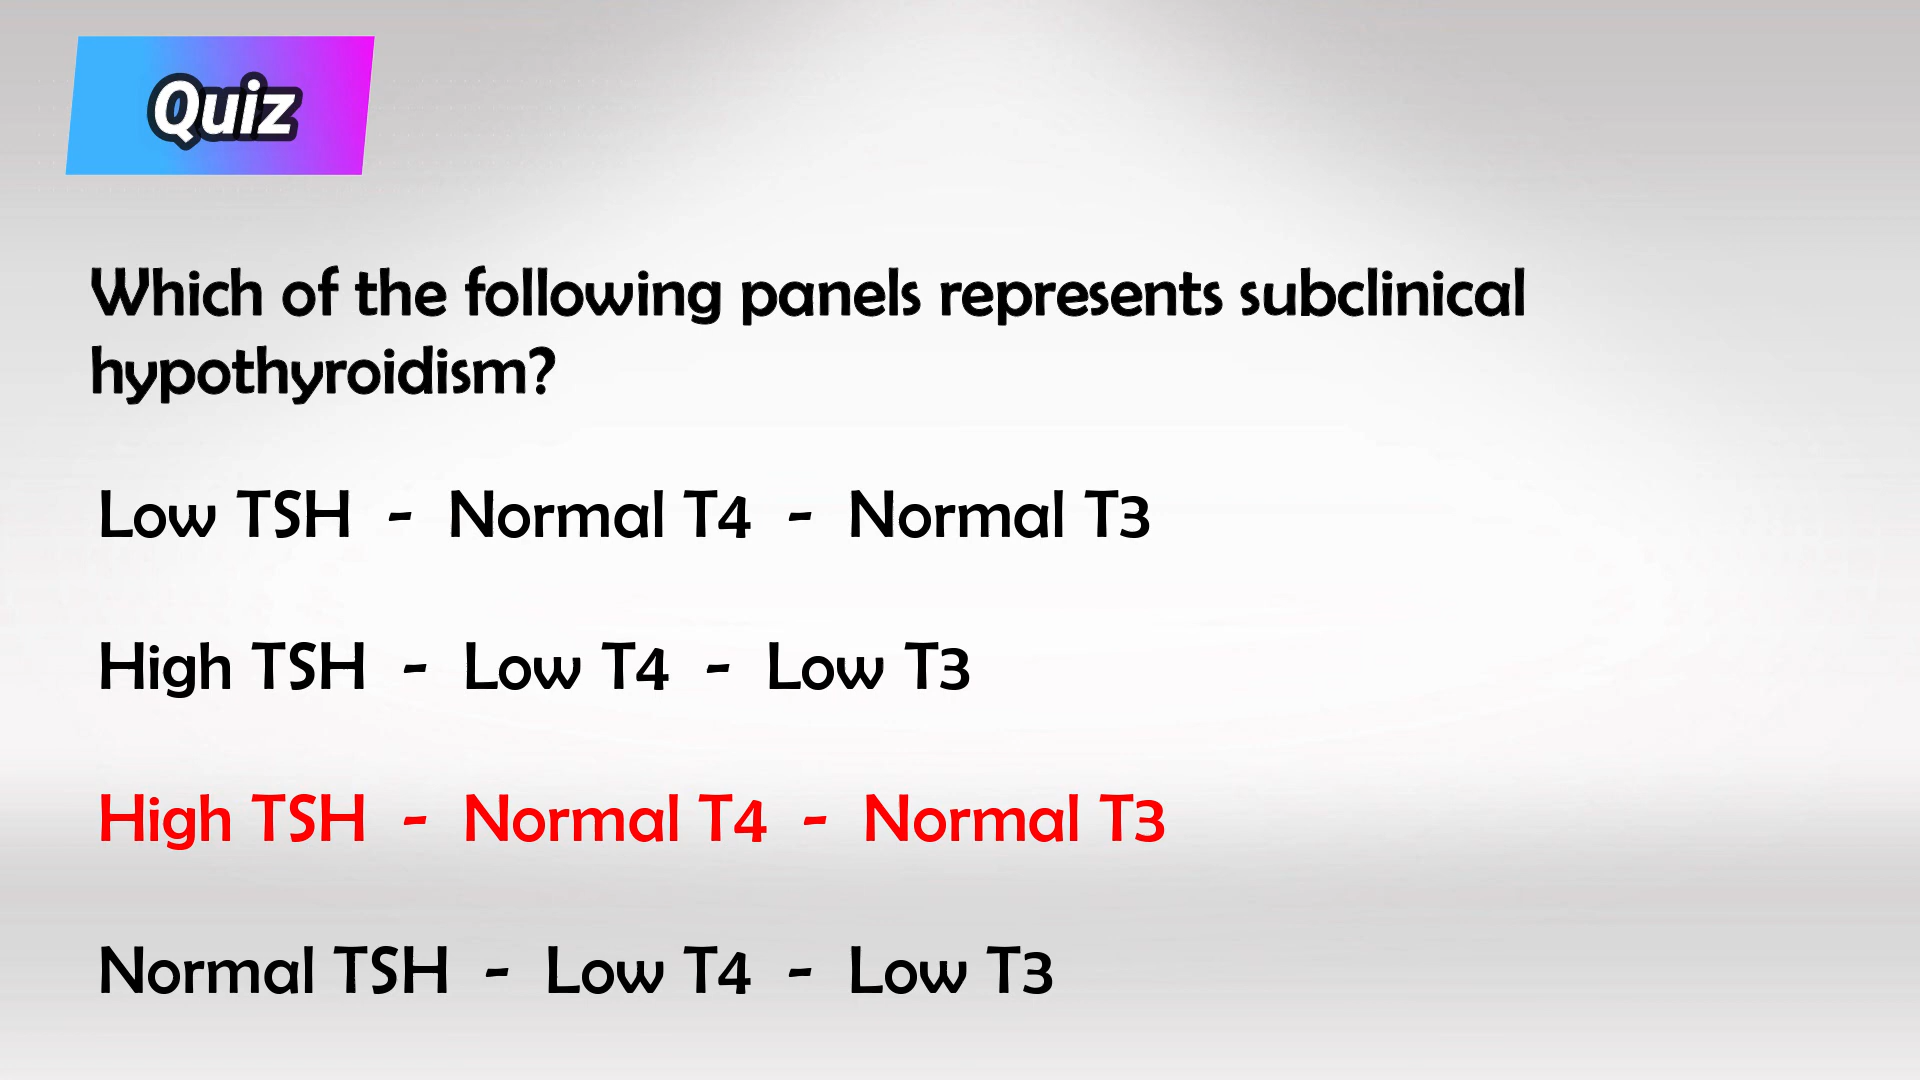 Quiz
Which of the following panels represents subclinical
hypothyroidism?
Low TSH - Normal T4 - Normal T3
High TSH - Low T4 - Low T3
High TSH - Normal T4 - Normal T3
Normal TSH - Low T4 - Low T3